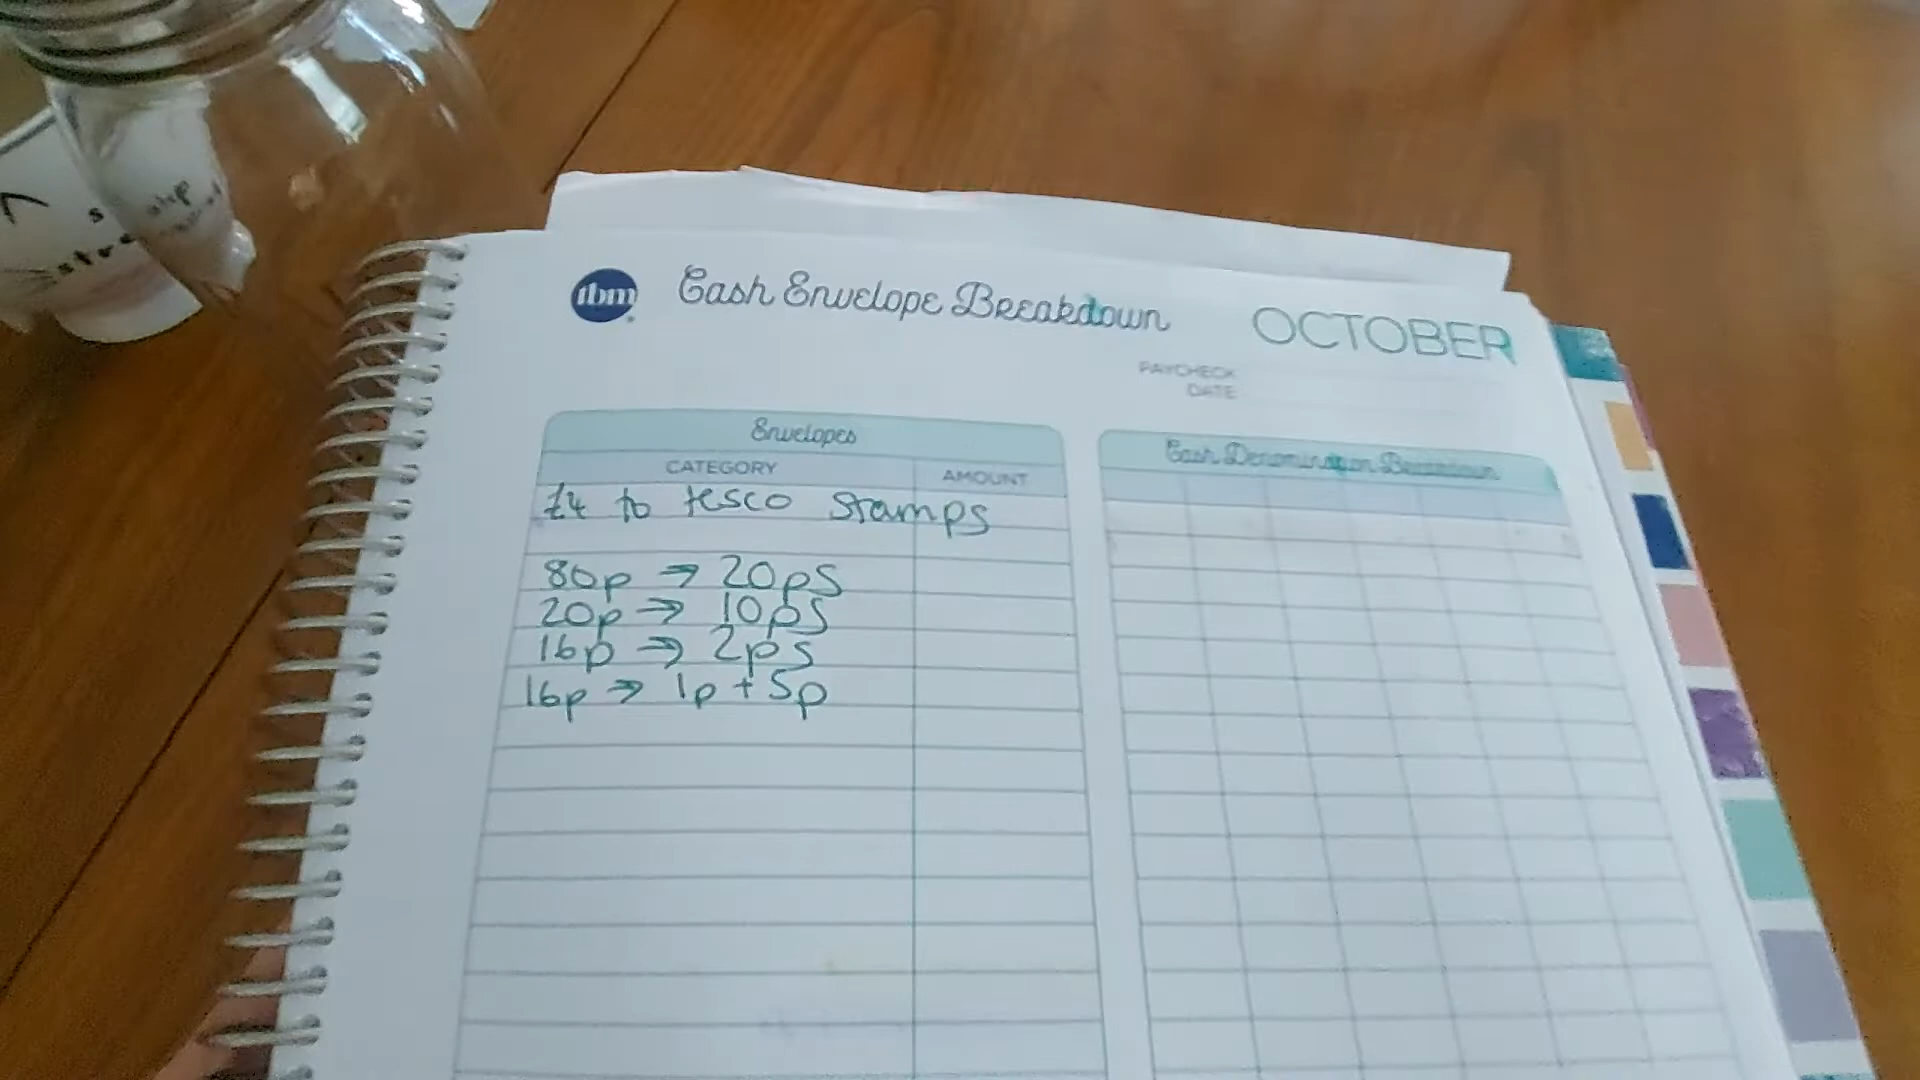 tbm Cash Envelope Breakdown OCTOBER
PAYCHECK
DATE
Envelopes
CATEGORY AMOUNT
£4 to tesco stamps
80p → 20ps
20p → 10ps
16p → 2ps
16p → 1p + 5p
Cash Denomination Breakdown